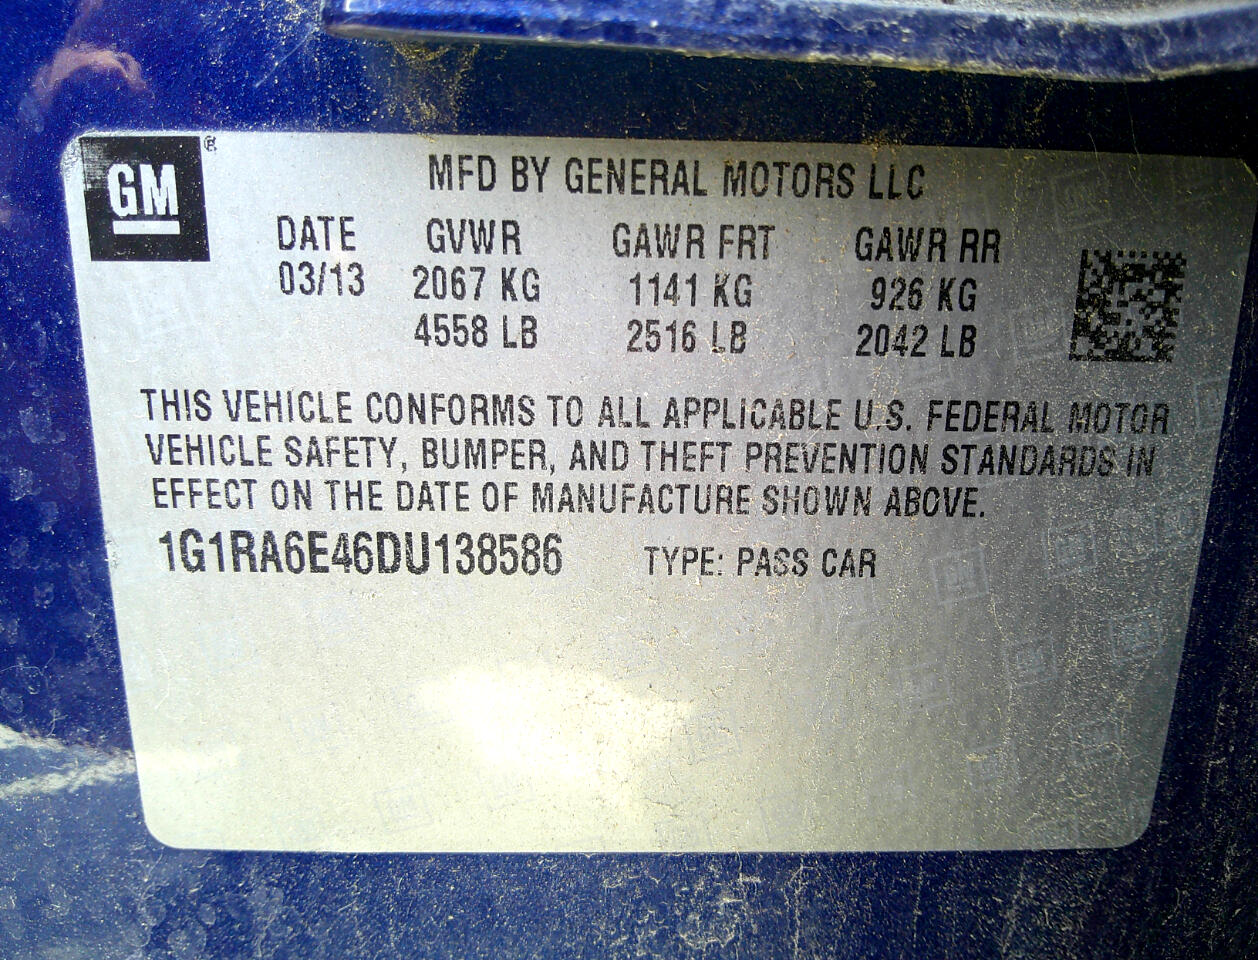 GM ®
MFD BY GENERAL MOTORS LLC
DATE GVWR GAWR FRT GAWR RR
03/13 2067 KG 1141 KG 926 KG
4558 LB 2516 LB 2042 LB
THIS VEHICLE CONFORMS TO ALL APPLICABLE U.S. FEDERAL MOTOR
VEHICLE SAFETY, BUMPER, AND THEFT PREVENTION STANDARDS IN
EFFECT ON THE DATE OF MANUFACTURE SHOWN ABOVE.
1G1RA6E46DU138586 TYPE: PASS CAR